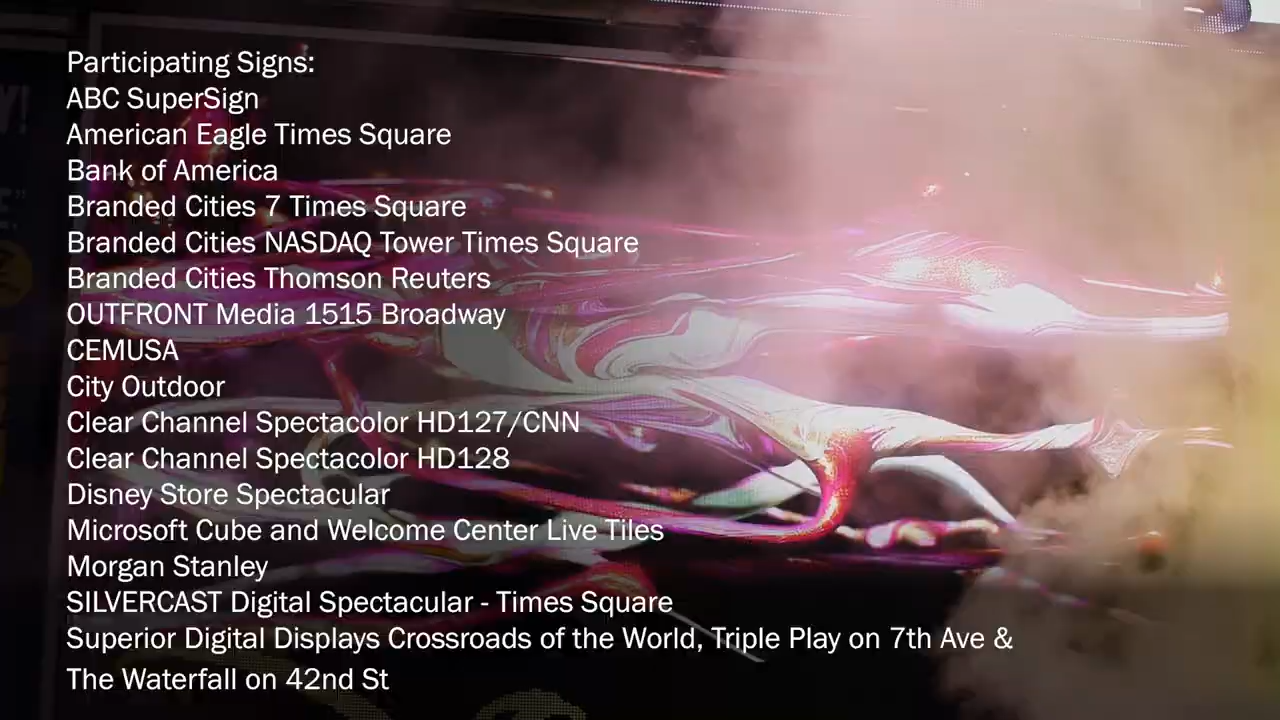 Participating Signs:
ABC SuperSign
American Eagle Times Square
Bank of America
Branded Cities 7 Times Square
Branded Cities NASDAQ Tower Times Square
Branded Cities Thomson Reuters
OUTFRONT Media 1515 Broadway
CEMUSA
City Outdoor
Clear Channel Spectacolor HD127/CNN
Clear Channel Spectacolor HD128
Disney Store Spectacular
Microsoft Cube and Welcome Center Live Tiles
Morgan Stanley
SILVERCAST Digital Spectacular - Times Square
Superior Digital Displays Crossroads of the World, Triple Play on 7th Ave &
The Waterfall on 42nd St